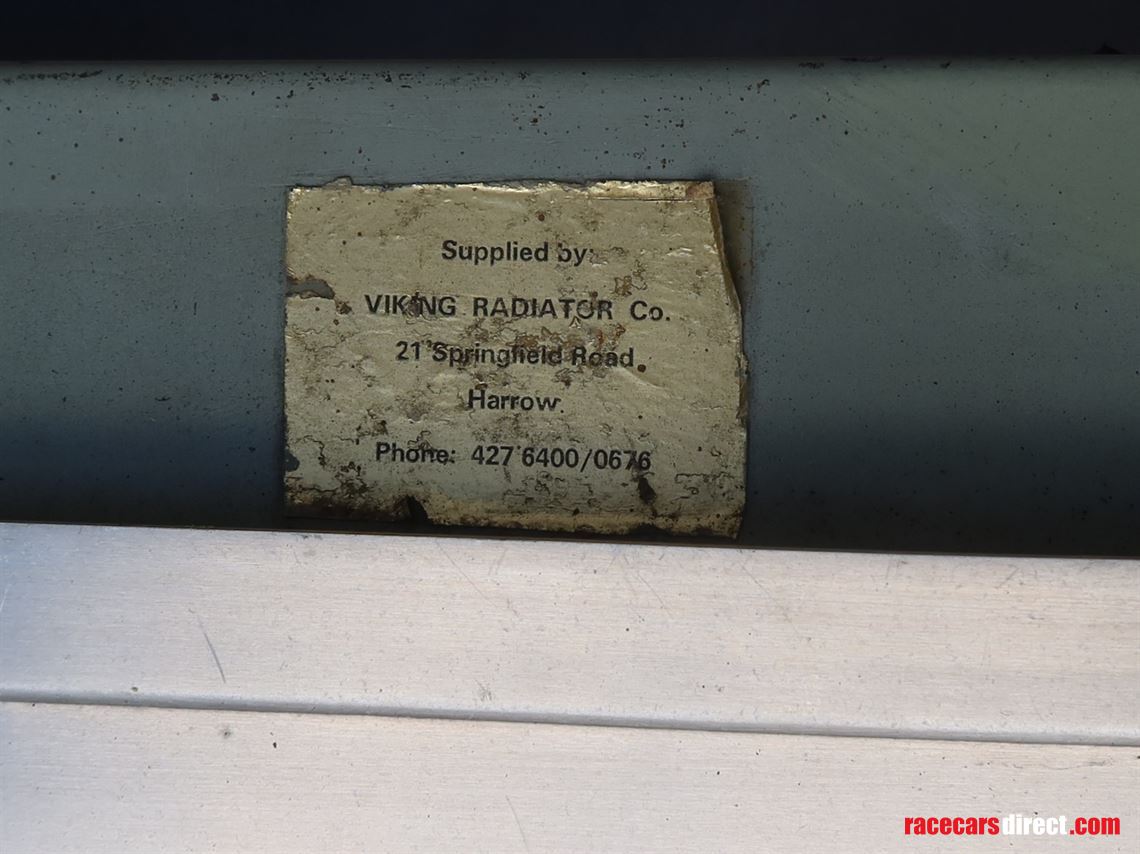 Supplied by:
VIKING RADIATOR Co.
21 Springfield Road
Harrow.
Phone: 427 6400/0676
racecarsdirect.com